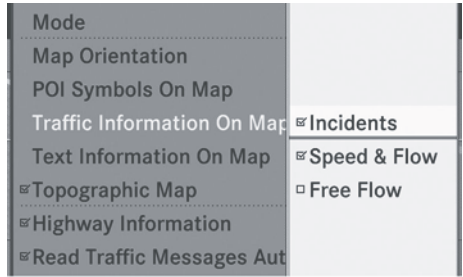 Mode
Map Orientation
POI Symbols On Map
Traffic Information On Map
Text Information On Map
Topographic Map
Highway Information
Read Traffic Messages Aut
Incidents
Speed & Flow
Free Flow